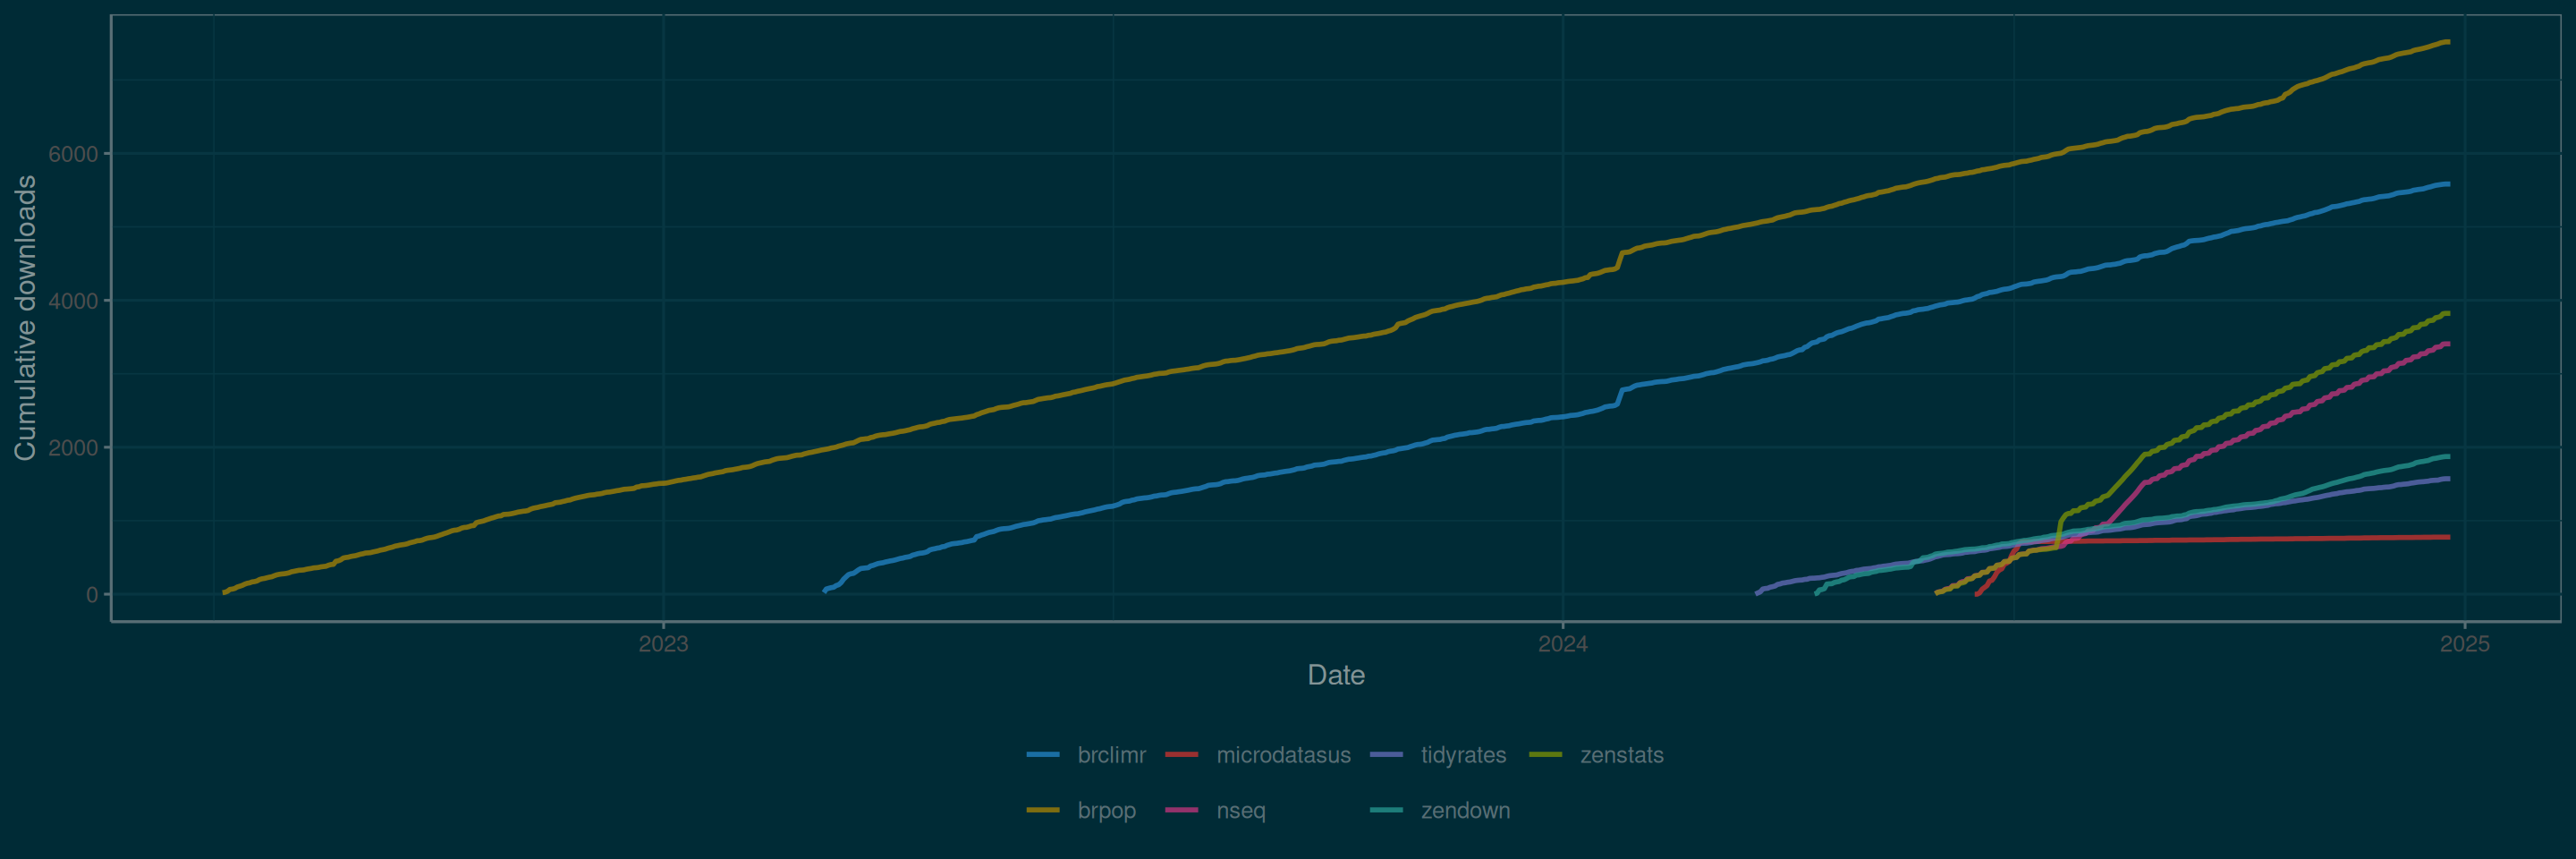 Cumulative downloads
6000
4000
2000
0
2023 2024 2025
Date
brclimr microdatasus tidyrates zenstats
brpop nseq zendown